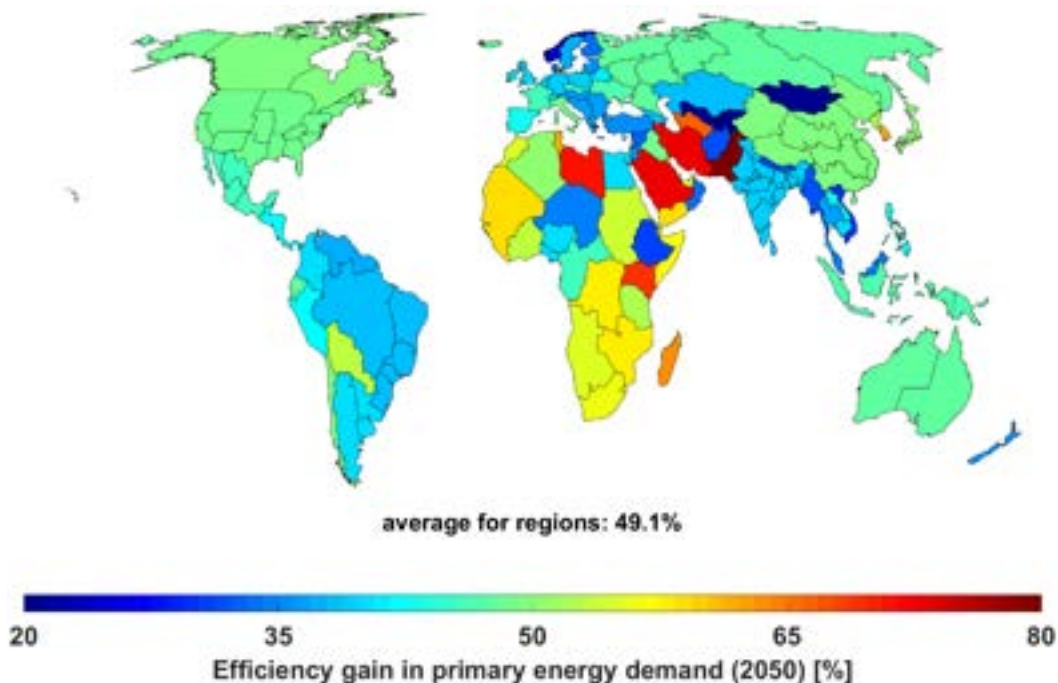 average for regions: 49.1%
20 35 50 65 80
Efficiency gain in primary energy demand (2050) [%]